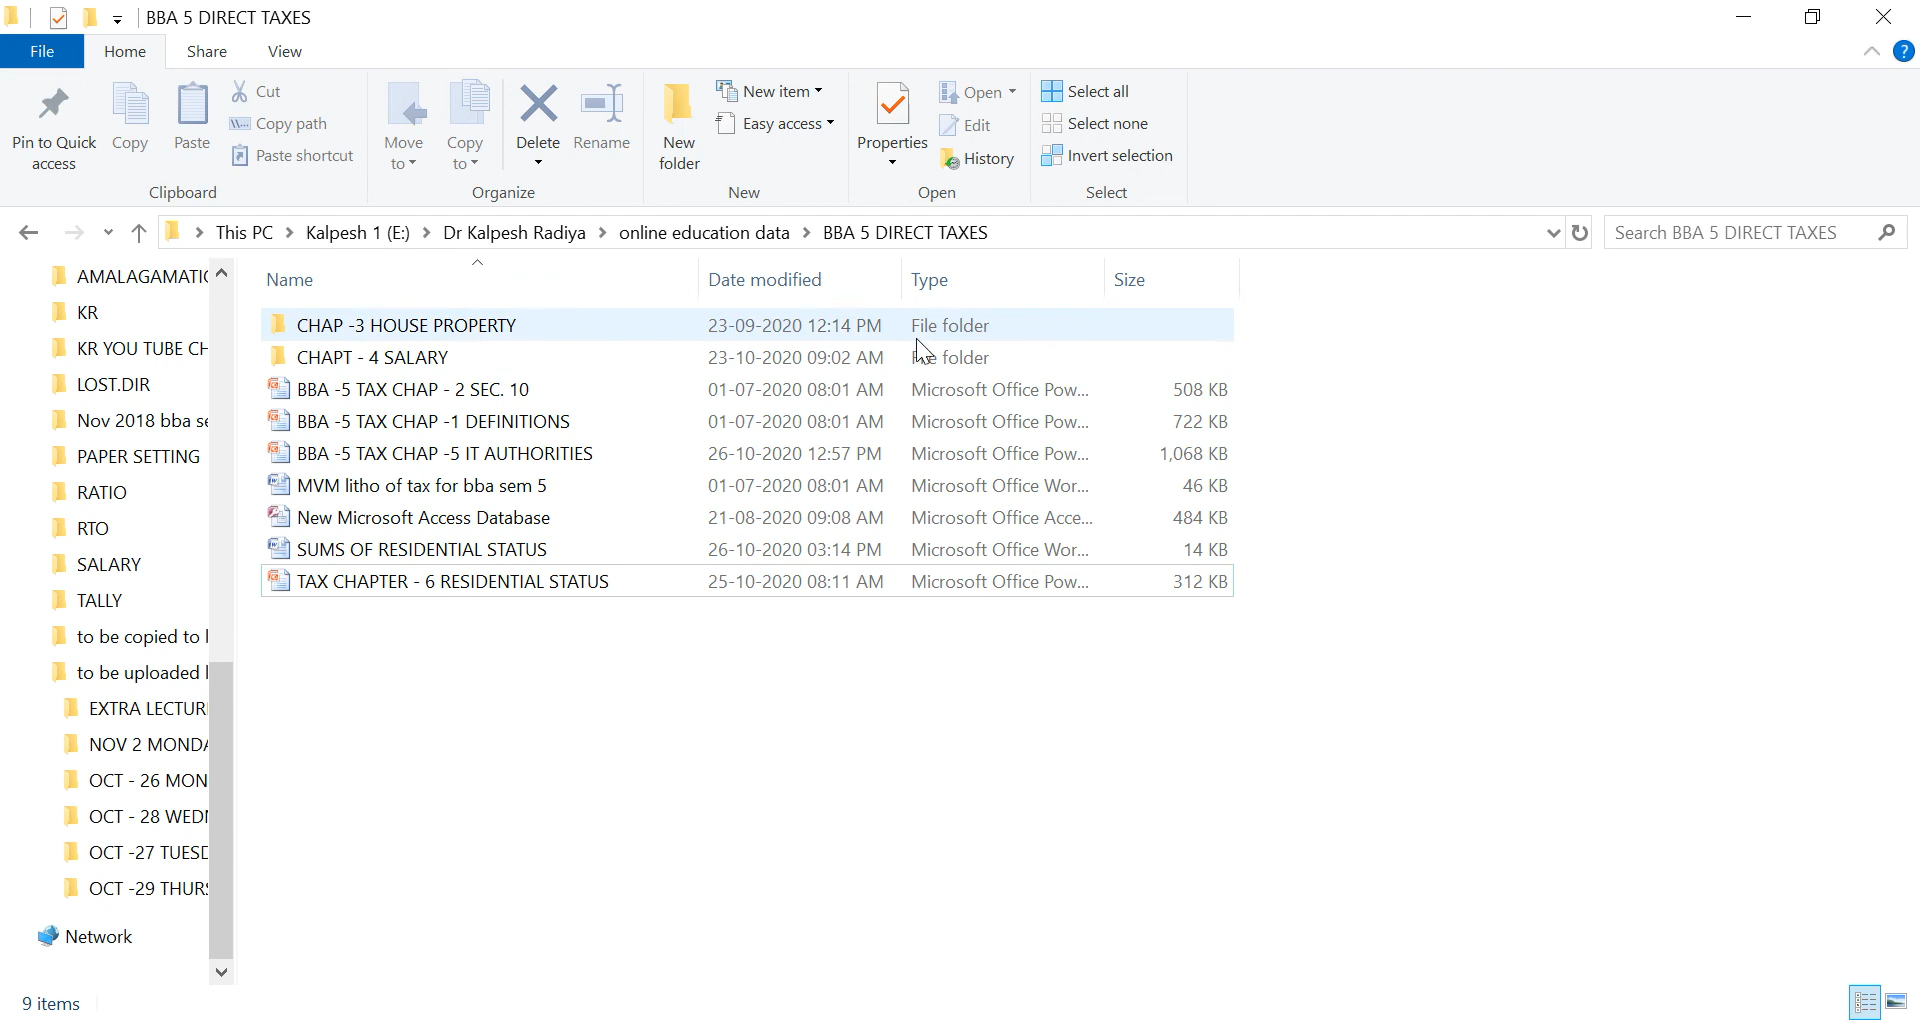 BBA 5 DIRECT TAXES
File Home Share View
Pin to Quick access
Copy
Paste
Cut
Copy path
Paste shortcut
Clipboard
Move to
Copy to
Delete
Rename
Organize
New folder
New item
Easy access
New
Properties
Open
Edit
History
Open
Select all
Select none
Invert selection
Select
This PC > Kalpesh 1 (E:) > Dr Kalpesh Radiya > online education data > BBA 5 DIRECT TAXES
Search BBA 5 DIRECT TAXES
AMALAGAMATIC
KR
KR YOU TUBE CH
LOST.DIR
Nov 2018 bba se
PAPER SETTING
RATIO
RTO
SALARY
TALLY
to be copied to
to be uploaded
EXTRA LECTUR
NOV 2 MONDA
OCT - 26 MON
OCT - 28 WED
OCT -27 TUES
OCT -29 THUR
Network
Name Date modified Type Size
CHAP -3 HOUSE PROPERTY 23-09-2020 12:14 PM File folder
CHAPT - 4 SALARY 23-10-2020 09:02 AM File folder
BBA -5 TAX CHAP - 2 SEC. 10 01-07-2020 08:01 AM Microsoft Office Pow... 508 KB
BBA -5 TAX CHAP -1 DEFINITIONS 01-07-2020 08:01 AM Microsoft Office Pow... 722 KB
BBA -5 TAX CHAP -5 IT AUTHORITIES 26-10-2020 12:57 PM Microsoft Office Pow... 1,068 KB
MVM litho of tax for bba sem 5 01-07-2020 08:01 AM Microsoft Office Wor... 46 KB
New Microsoft Access Database 21-08-2020 09:08 AM Microsoft Office Acce... 484 KB
SUMS OF RESIDENTIAL STATUS 26-10-2020 03:14 PM Microsoft Office Wor... 14 KB
TAX CHAPTER - 6 RESIDENTIAL STATUS 25-10-2020 08:11 AM Microsoft Office Pow... 312 KB
9 items